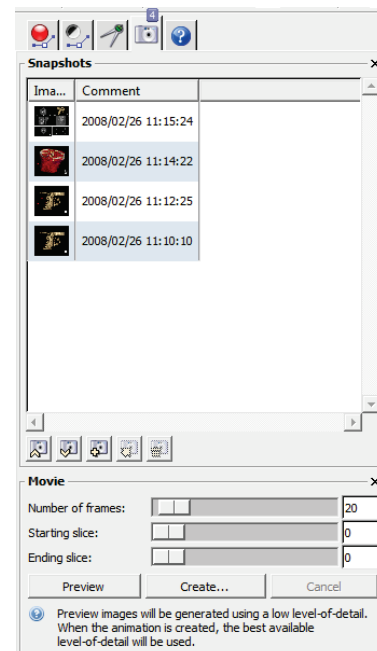 4
?
Snapshots
Ima... Comment
2008/02/26 11:15:24
2008/02/26 11:14:22
2008/02/26 11:12:25
2008/02/26 11:10:10
Movie
Number of frames: 20
Starting slice: 0
Ending slice: 0
Preview Create... Cancel
Preview images will be generated using a low level-of-detail.
When the animation is created, the best available
level-of-detail will be used.